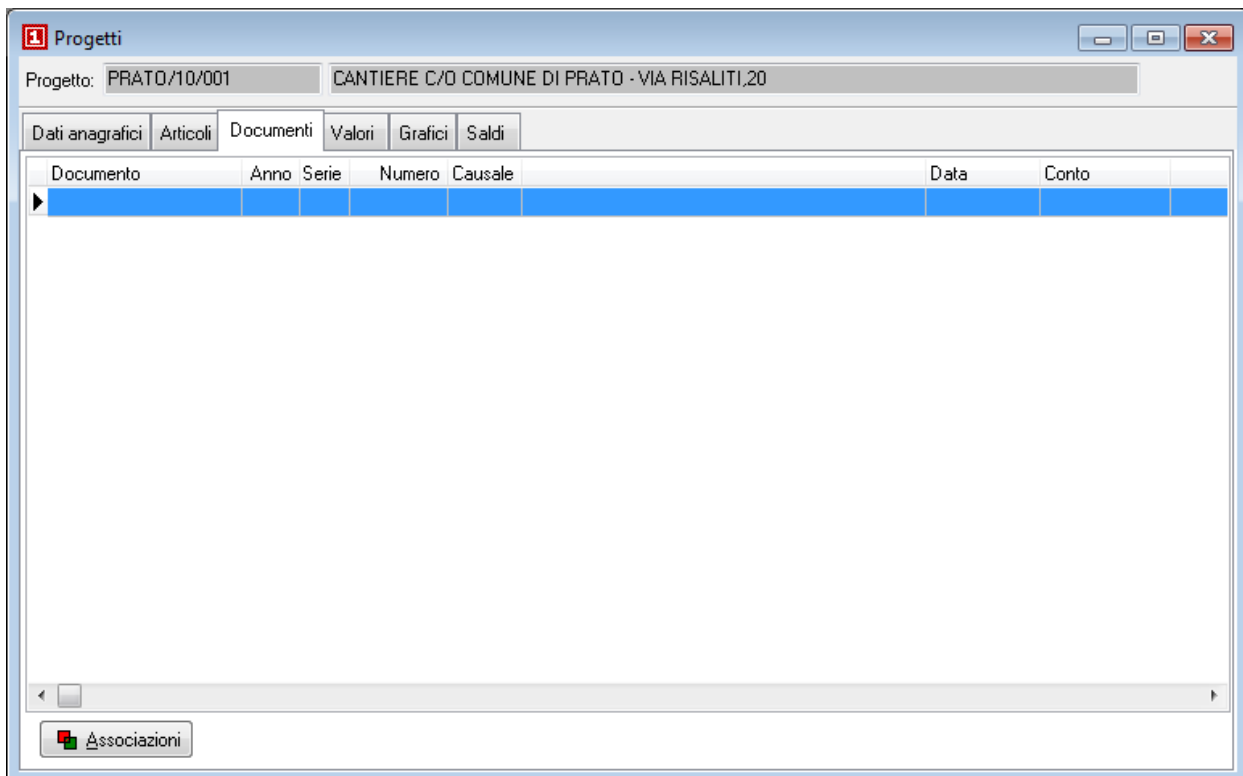 1 Progetti
Progetto: PRATO/10/001 CANTIERE C/O COMUNE DI PRATO - VIA RISALITI,20
Dati anagrafici Articoli Documenti Valori Grafici Saldi
Documento Anno Serie Numero Causale Data Conto
Associazioni